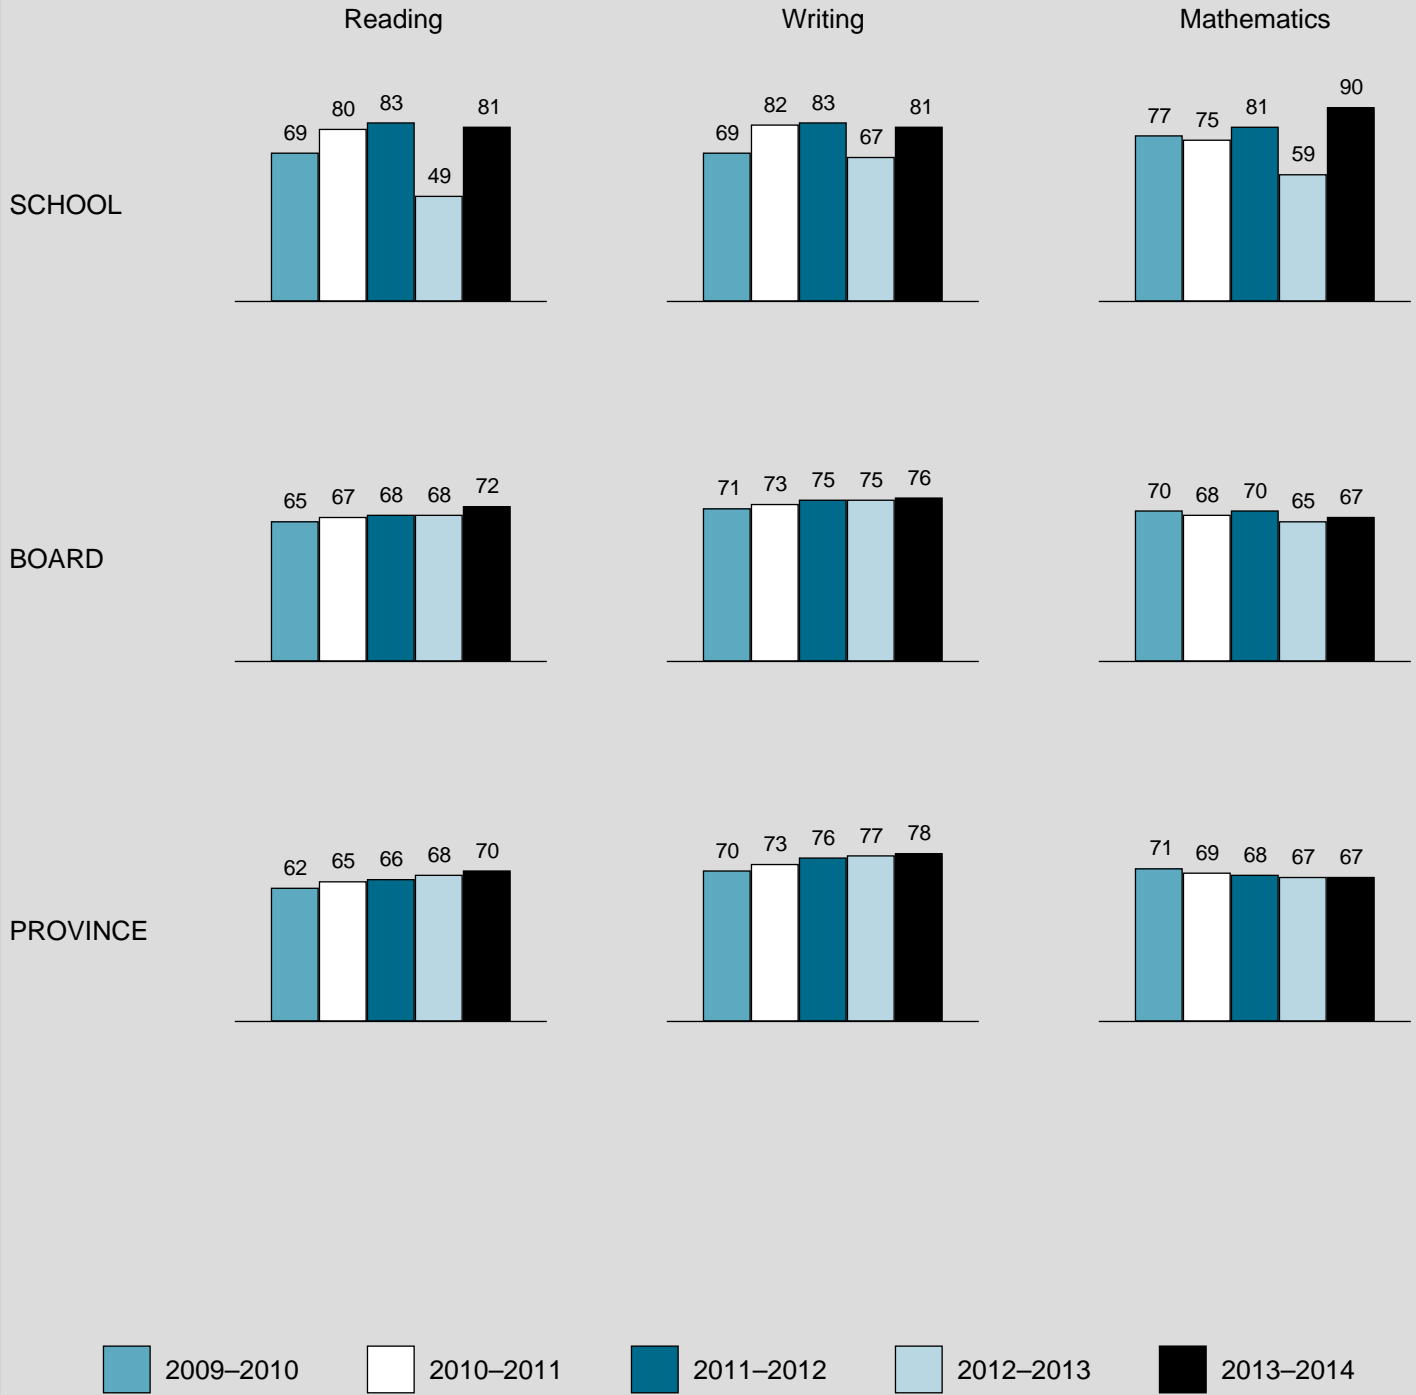 Reading Writing Mathematics
69 80 83 49 81 69 82 83 67 81 77 75 81 59 90
SCHOOL
65 67 68 68 72 71 73 75 75 76 70 68 70 65 67
BOARD
62 65 66 68 70 70 73 76 77 78 71 69 68 67 67
PROVINCE
2009–2010 2010–2011 2011–2012 2012–2013 2013–2014